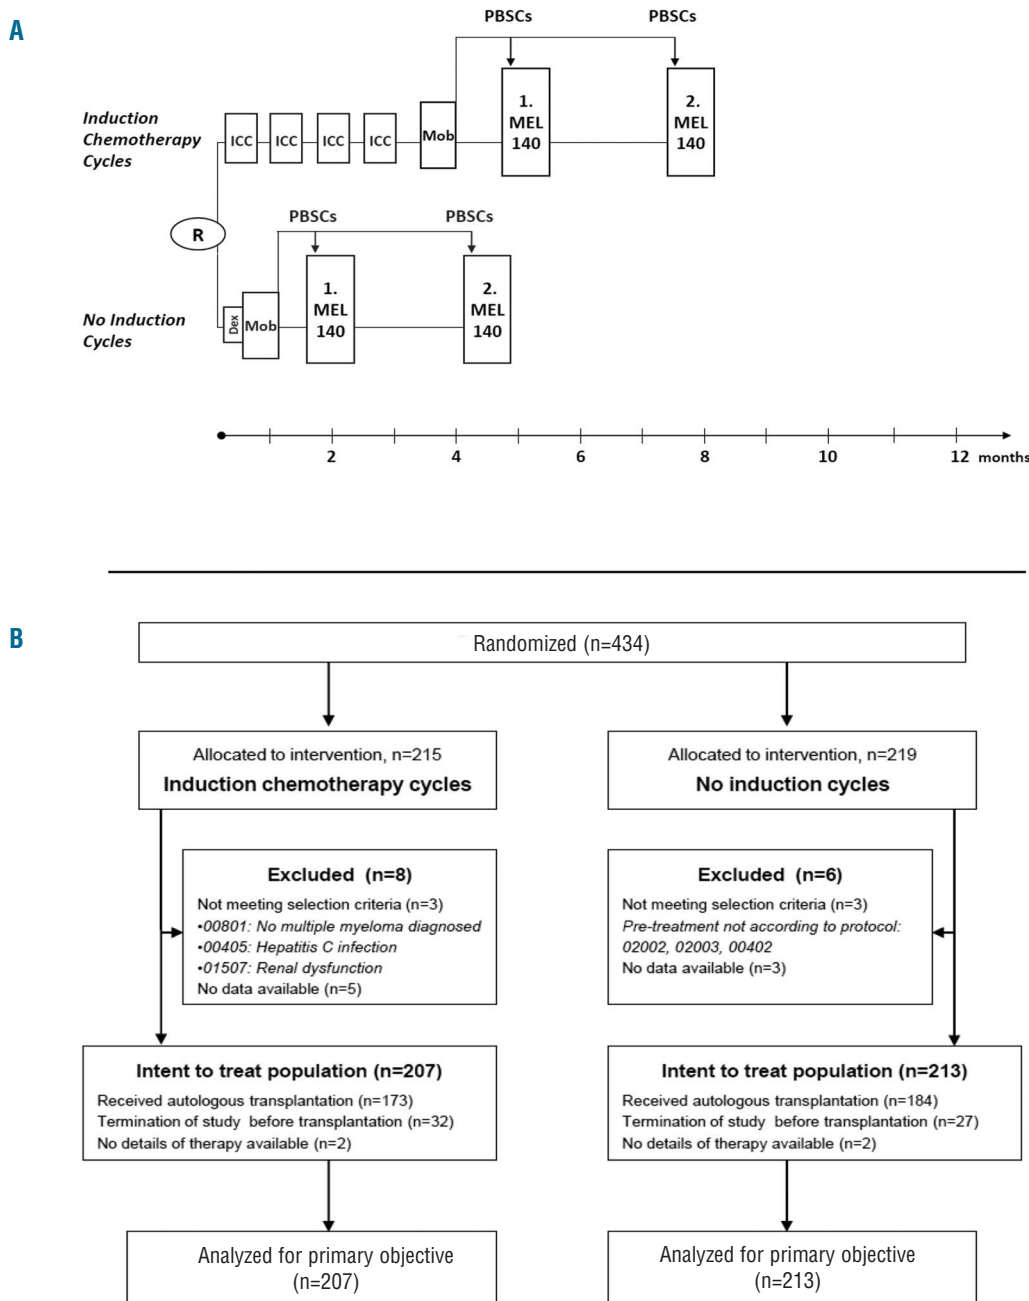 A
PBSCs PBSCs
Induction
Chemotherapy
Cycles
ICC ICC ICC ICC Mob
1.
MEL
140
2.
MEL
140
R
PBSCs PBSCs
No Induction
Cycles
Dex Mob
1.
MEL
140
2.
MEL
140
2 4 6 8 10 12 months
B
Randomized (n=434)
Allocated to intervention, n=215
Induction chemotherapy cycles
Allocated to intervention, n=219
No induction cycles
Excluded (n=8)
Not meeting selection criteria (n=3)
•00801: No multiple myeloma diagnosed
•00405: Hepatitis C infection
•01507: Renal dysfunction
No data available (n=5)
Excluded (n=6)
Not meeting selection criteria (n=3)
Pre-treatment not according to protocol:
02002, 02003, 00402
No data available (n=3)
Intent to treat population (n=207)
Received autologous transplantation (n=173)
Termination of study before transplantation (n=32)
No details of therapy available (n=2)
Intent to treat population (n=213)
Received autologous transplantation (n=184)
Termination of study before transplantation (n=27)
No details of therapy available (n=2)
Analyzed for primary objective
(n=207)
Analyzed for primary objective
(n=213)